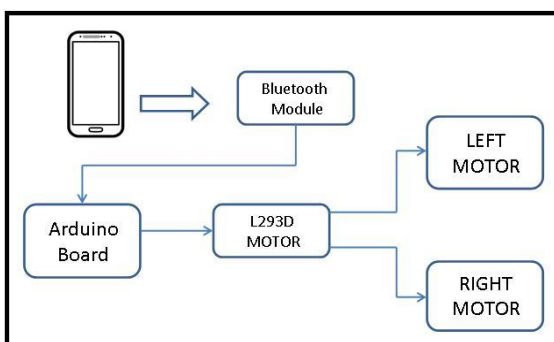 Bluetooth
Module
LEFT
MOTOR
Arduino
Board
L293D
MOTOR
RIGHT
MOTOR